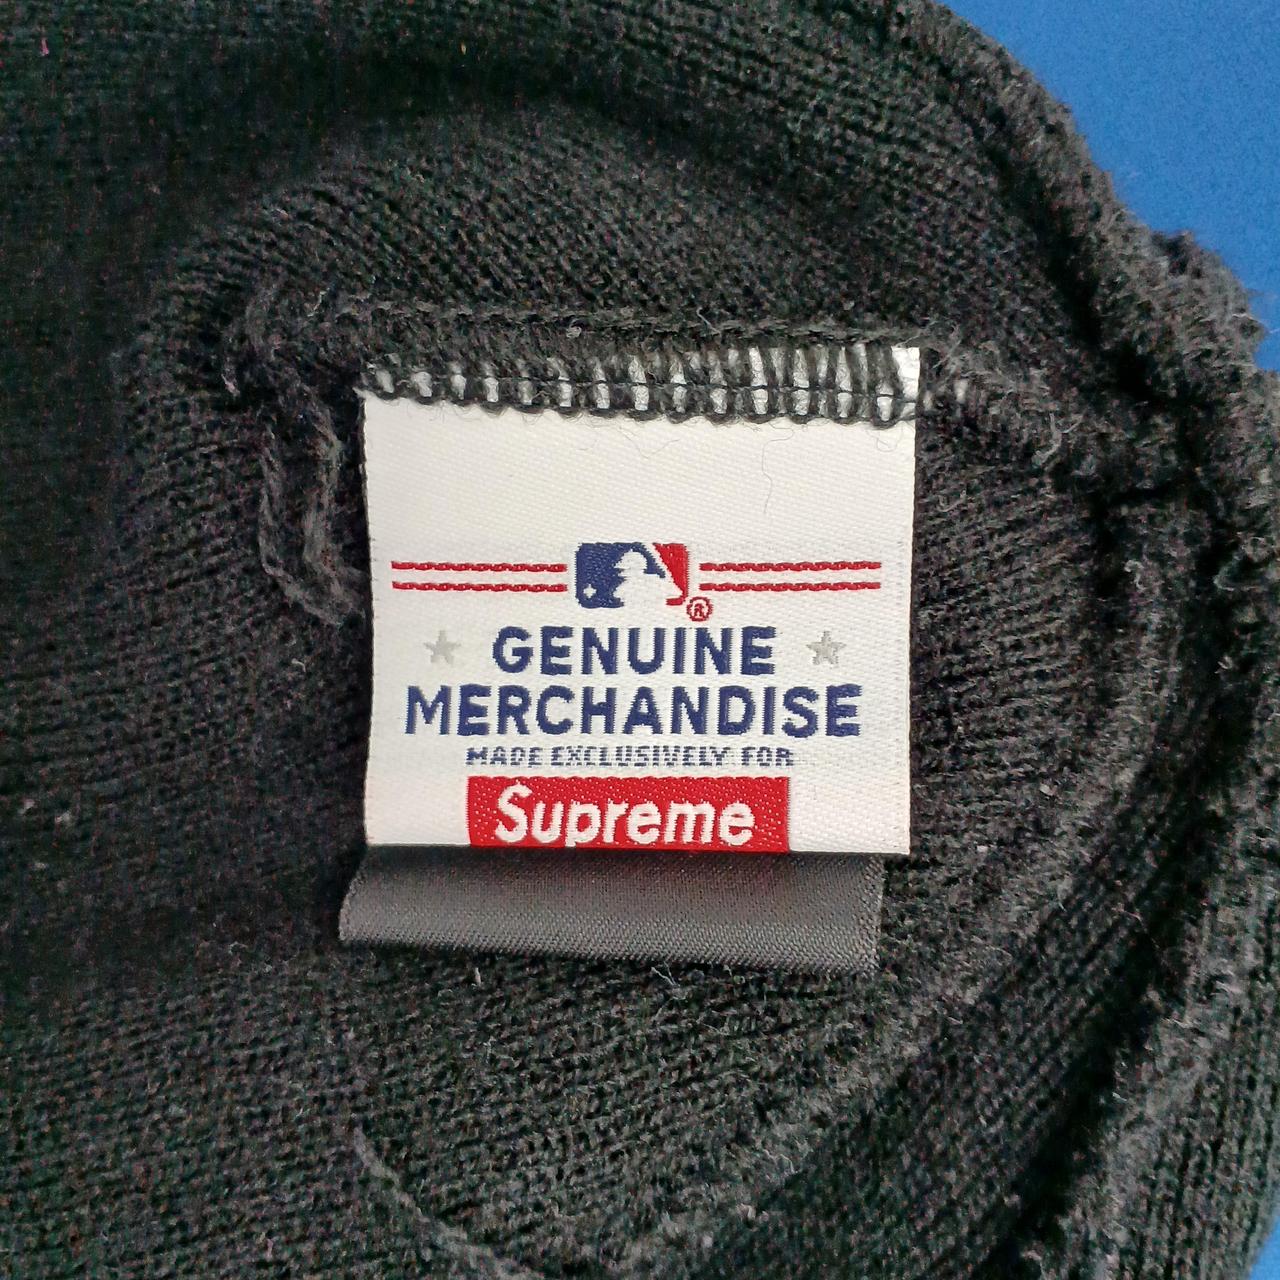 ®
GENUINE
MERCHANDISE
MADE EXCLUSIVELY FOR
Supreme